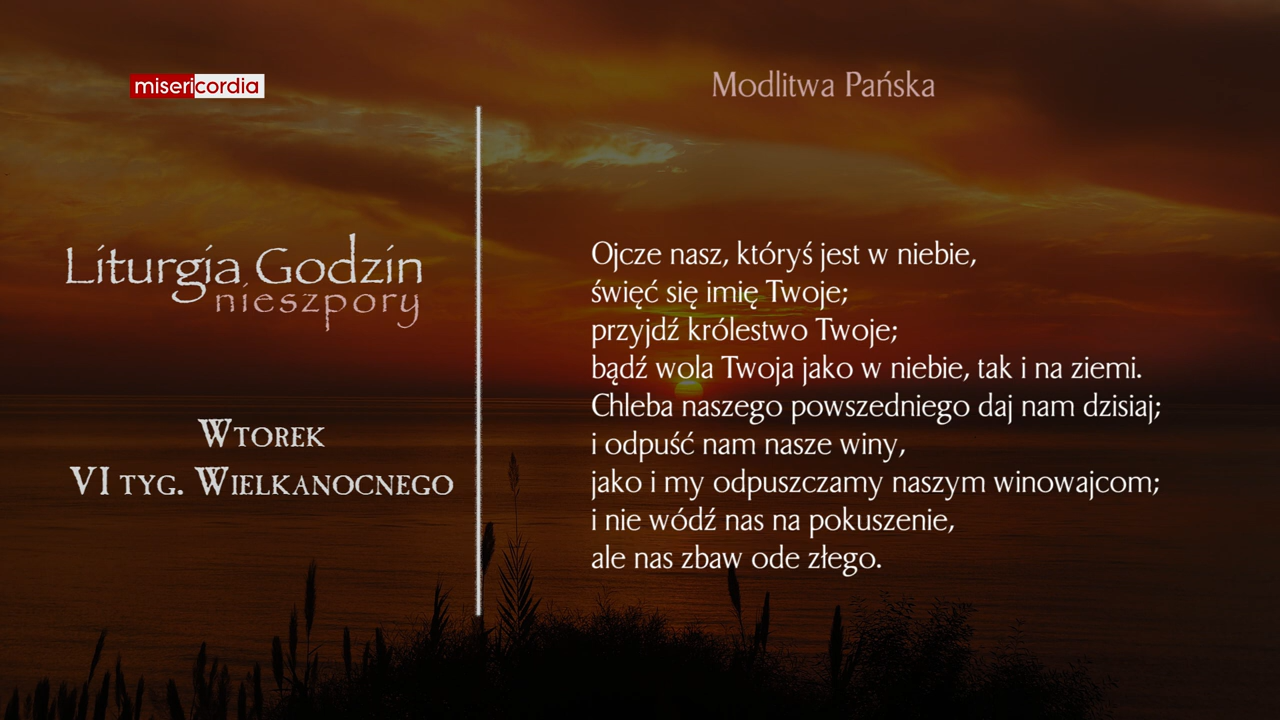 misericordia
Liturgia Godzin
nieszpory
Wtorek
VI tyg. Wielkanocnego
Modlitwa Pańska
Ojcze nasz, któryś jest w niebie,
święć się imię Twoje;
przyjdź królestwo Twoje;
bądź wola Twoja jako w niebie, tak i na ziemi.
Chleba naszego powszedniego daj nam dzisiaj;
i odpuść nam nasze winy,
jako i my odpuszczamy naszym winowajcom;
i nie wódź nas na pokuszenie,
ale nas zbaw ode złego.